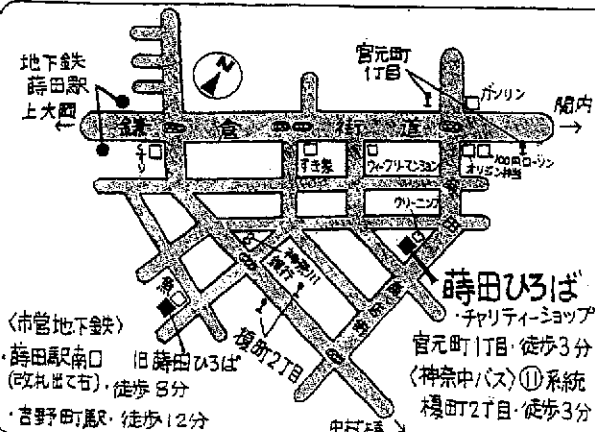 地下鉄
蒔田駅
上大岡
←
N
宮元町
1丁目
ガソリン
関内
→
鎌倉街道
すき家
ウィークリーマンション
100円ローソン
オリジン弁当
クリーニング
神奈川
銀行
蒔田ひろば
・チャリティーショップ
宮元町1丁目・徒歩3分
〈神奈中バス〉⑪系統
榎町2丁目・徒歩3分
魚
旧蒔田ひろば
榎町2丁目
〈市営地下鉄〉
・蒔田駅南口
(改札出て右)・徒歩8分
・吉野町駅・徒歩12分
中村橋